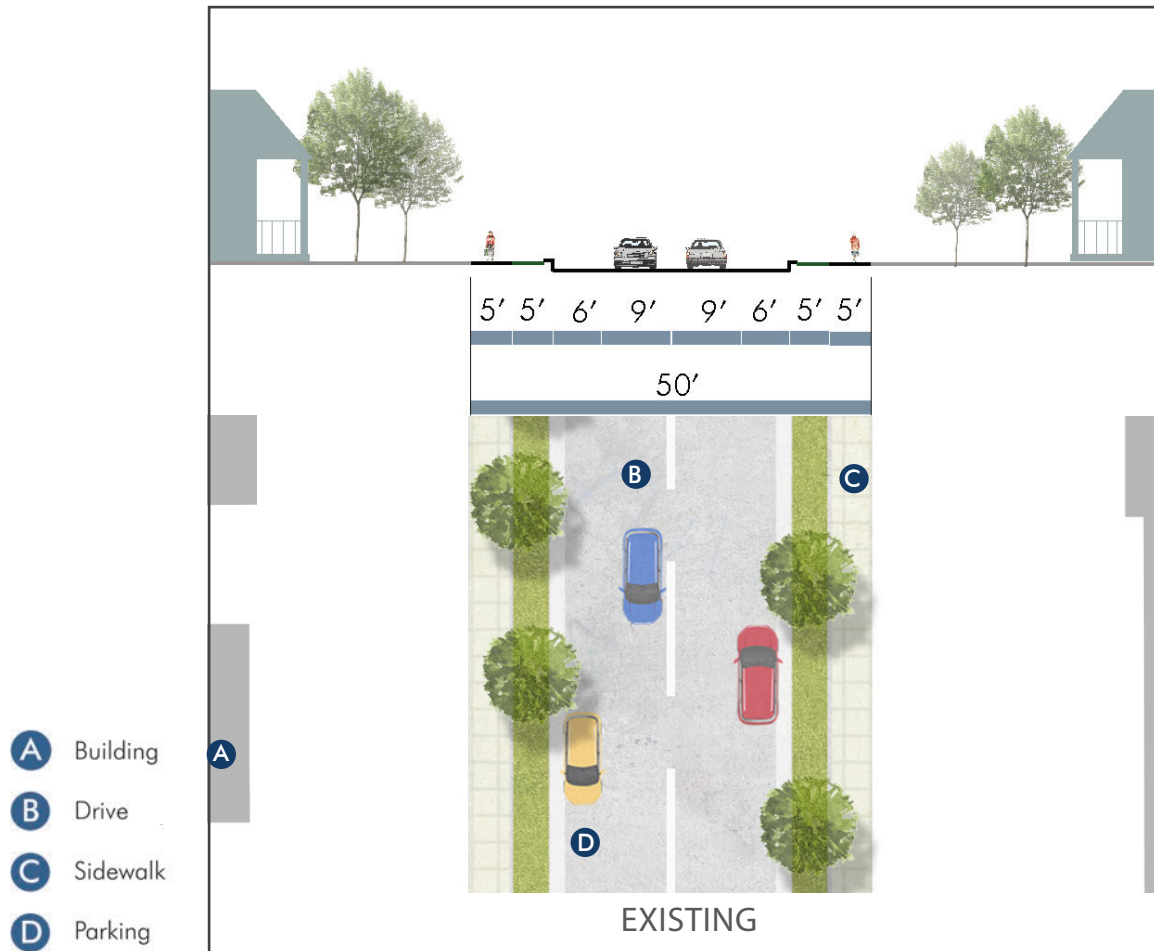 5' 5' 6' 9' 9' 6' 5' 5'
50'
B
C
A Building
A
B Drive
D
C Sidewalk
EXISTING
D Parking